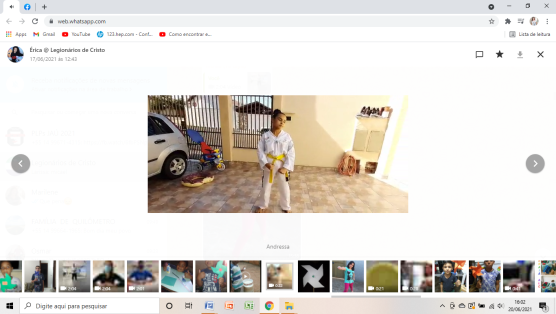 web.whatsapp.com
Apps
Gmail
YouTube
123.hep.com - Conf...
Como encontrar e...
Lista de leitura
Érica @ Legionários de Cristo
17/06/2021 às 12:43
Andressa
Digite aqui para pesquisar
16:02
20/06/2021